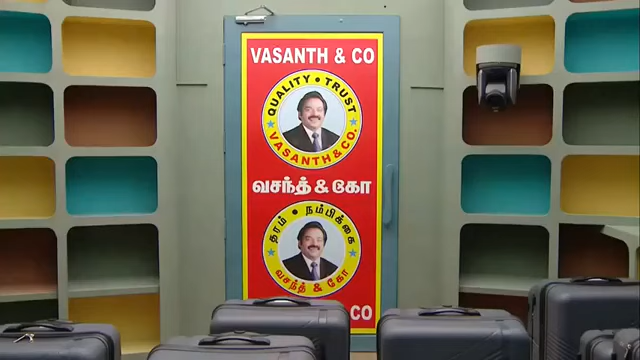 VASANTH & CO
QUALITY • TRUST
VASANTH & CO.
வசந்த் & கோ
தரம் • நம்பிக்கை
வசந்த் & கோ
CO